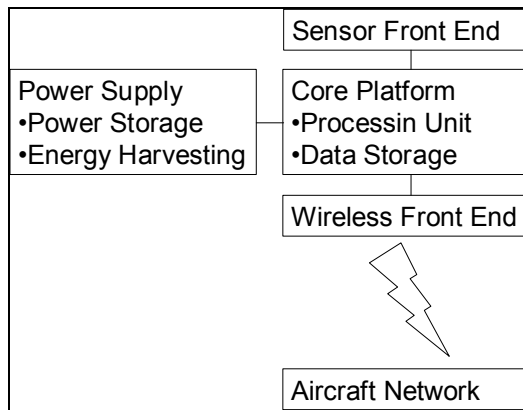 Sensor Front End
Power Supply
•Power Storage
•Energy Harvesting
Core Platform
•Processin Unit
•Data Storage
Wireless Front End
Aircraft Network